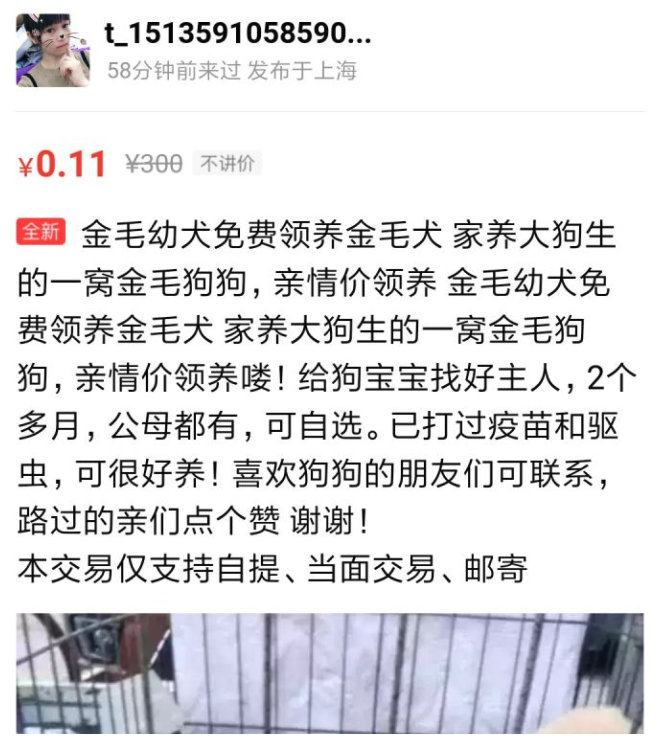 t_1513591058590...
58分钟前来过 发布于上海
¥0.11 ¥300 不讲价
全新 金毛幼犬免费领养金毛犬 家养大狗生
的一窝金毛狗狗，亲情价领养 金毛幼犬免
费领养金毛犬 家养大狗生的一窝金毛狗
狗，亲情价领养喽！给狗宝宝找好主人，2个
多月，公母都有，可自选。已打过疫苗和驱
虫，可很好养！喜欢狗狗的朋友们可联系，
路过的亲们点个赞 谢谢！
本交易仅支持自提、当面交易、邮寄